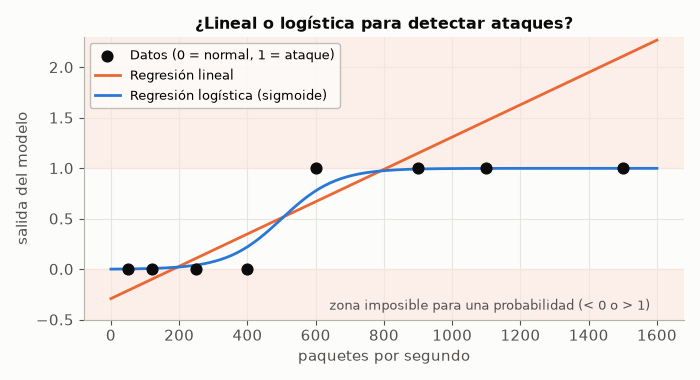 ¿Lineal o logística para detectar ataques?
Datos (0 = normal, 1 = ataque)
Regresión lineal
Regresión logística (sigmoide)
salida del modelo
2.0
1.5
1.0
0.5
0.0
−0.5
zona imposible para una probabilidad (< 0 o > 1)
0 200 400 600 800 1000 1200 1400 1600
paquetes por segundo